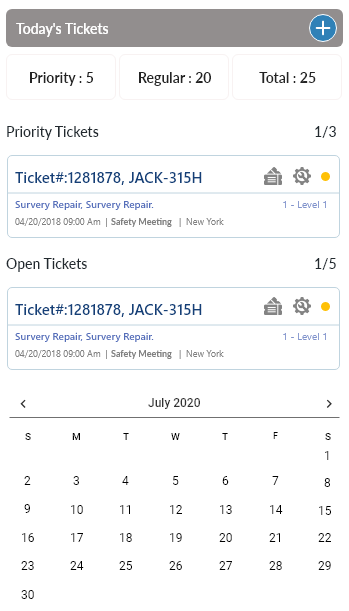 Today's Tickets
Priority : 5 Regular : 20 Total : 25
Priority Tickets 1/3
Ticket#:1281878, JACK-315H
Survery Repair, Survery Repair. 1 - Level 1
04/20/2018 09:00 Am | Safety Meeting | New York
Open Tickets 1/5
Ticket#:1281878, JACK-315H
Survery Repair, Survery Repair. 1 - Level 1
04/20/2018 09:00 Am | Safety Meeting | New York
July 2020
S M T W T F S
1
2 3 4 5 6 7 8
9 10 11 12 13 14 15
16 17 18 19 20 21 22
23 24 25 26 27 28 29
30